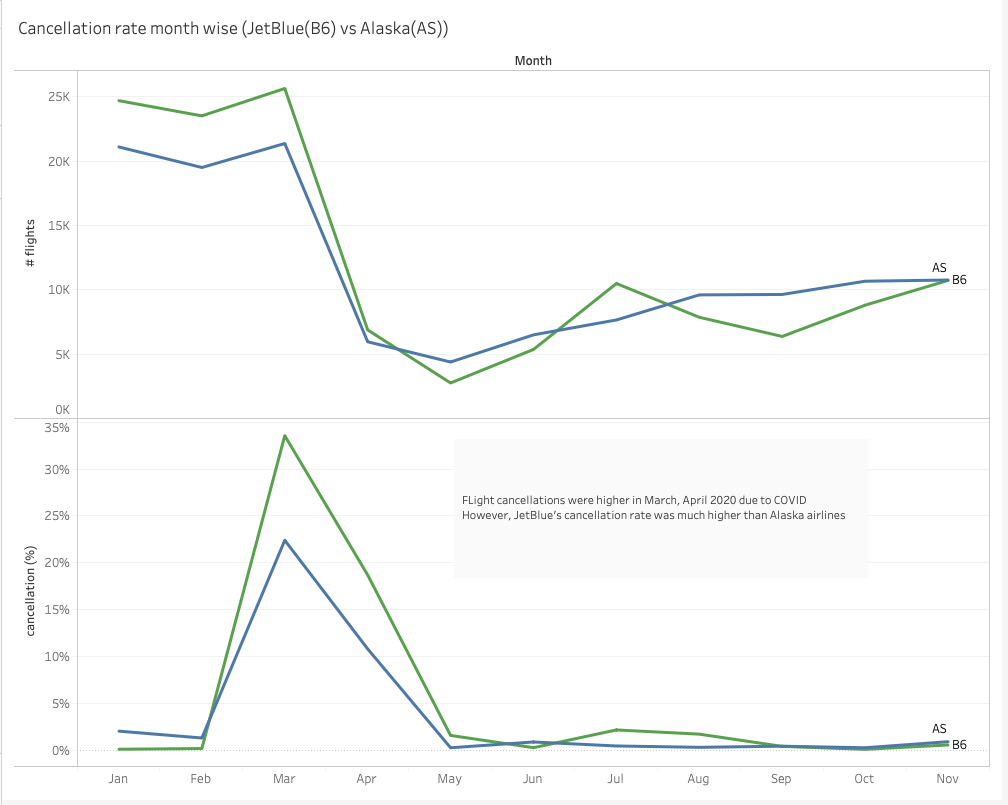 Cancellation rate month wise (JetBlue(B6) vs Alaska(AS))
Month
25K
20K
15K
10K
5K
0K
# flights
AS
B6
35%
30%
25%
20%
15%
10%
5%
0%
cancellation (%)
FLight cancellations were higher in March, April 2020 due to COVID
However, JetBlue's cancellation rate was much higher than Alaska airlines
AS
B6
Jan Feb Mar Apr May Jun Jul Aug Sep Oct Nov